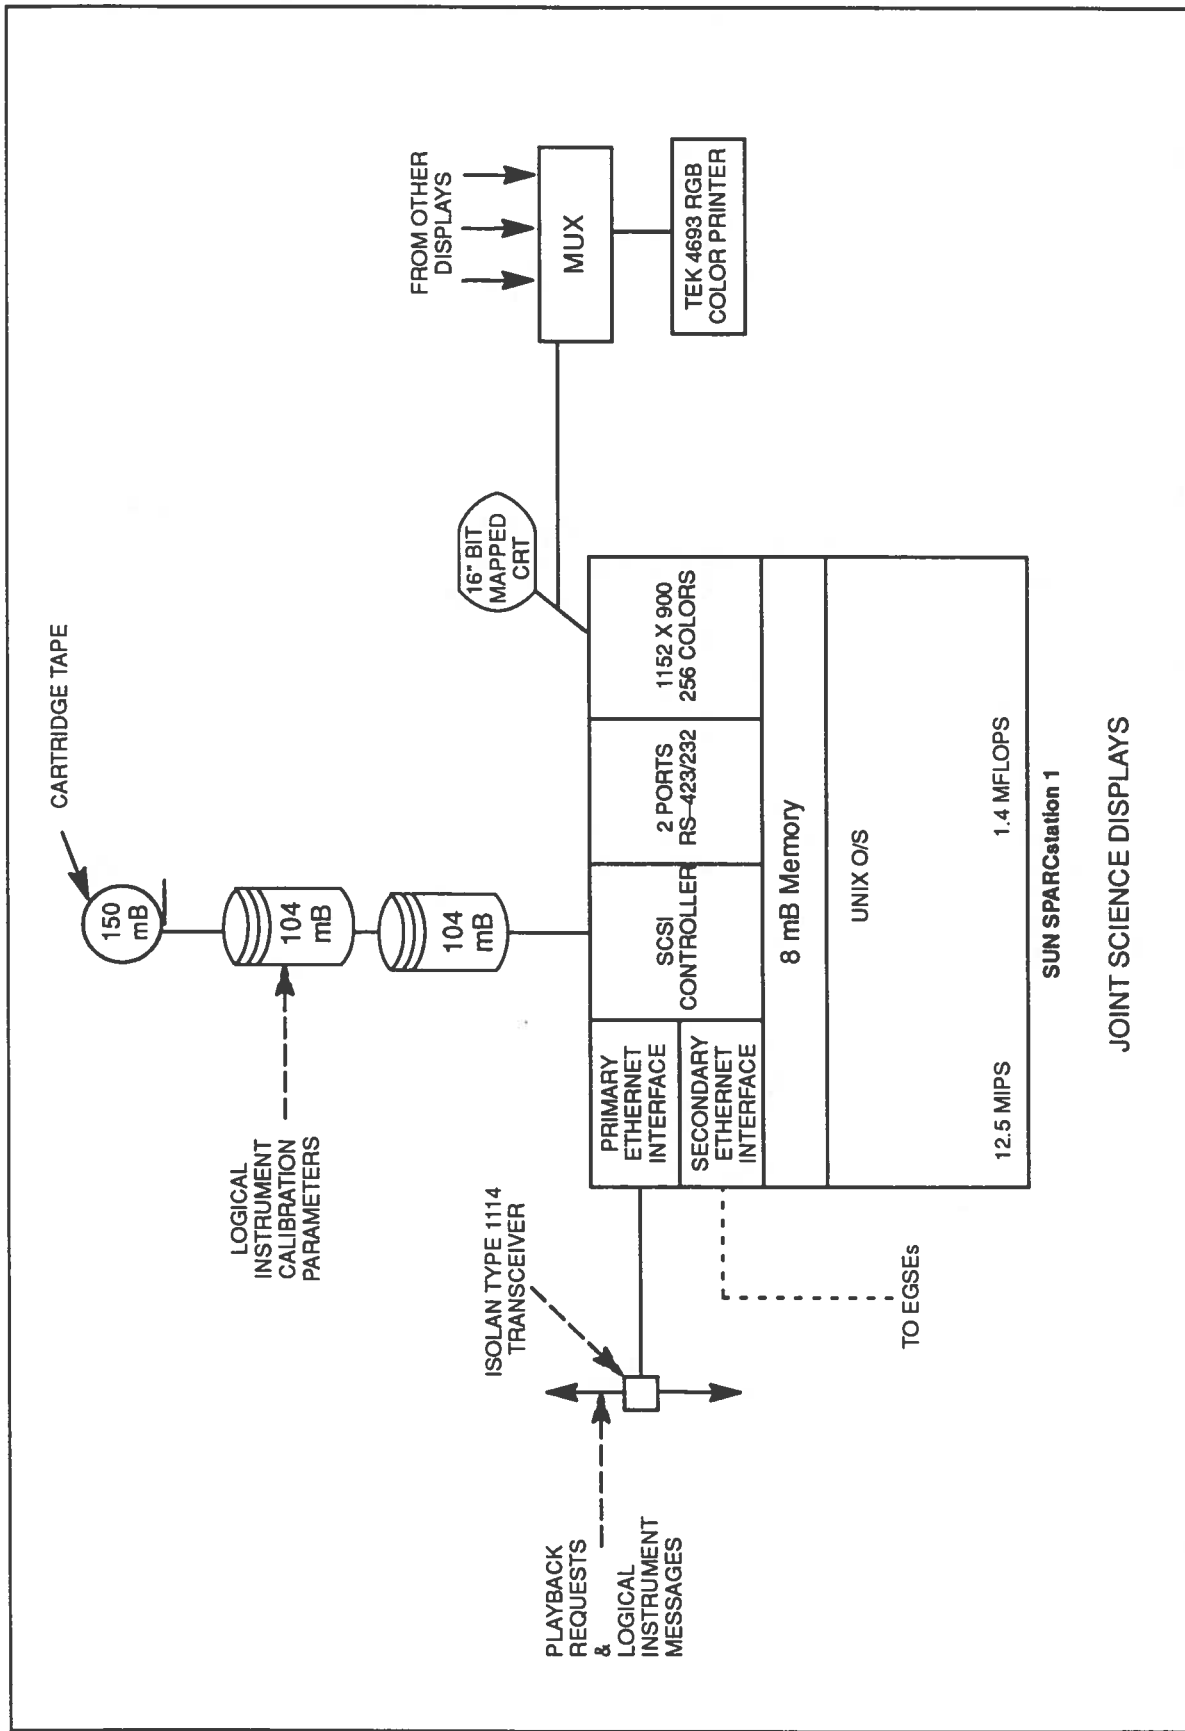 CARTRIDGE TAPE
150
mB
104
mB
104
mB
LOGICAL
INSTRUMENT
CALIBRATION
PARAMETERS
FROM OTHER
DISPLAYS
MUX
TEK 4693 RGB
COLOR PRINTER
16" BIT
MAPPED
CRT
ISOLAN TYPE 1114
TRANSCEIVER
PLAYBACK
REQUESTS
&
LOGICAL
INSTRUMENT
MESSAGES
TO EGSEs
PRIMARY
ETHERNET
INTERFACE
SECONDARY
ETHERNET
INTERFACE
SCSI
CONTROLLER
2 PORTS
RS-423/232
1152 X 900
256 COLORS
8 mB Memory
UNIX O/S
12.5 MIPS
1.4 MFLOPS
SUN SPARCstation 1
JOINT SCIENCE DISPLAYS